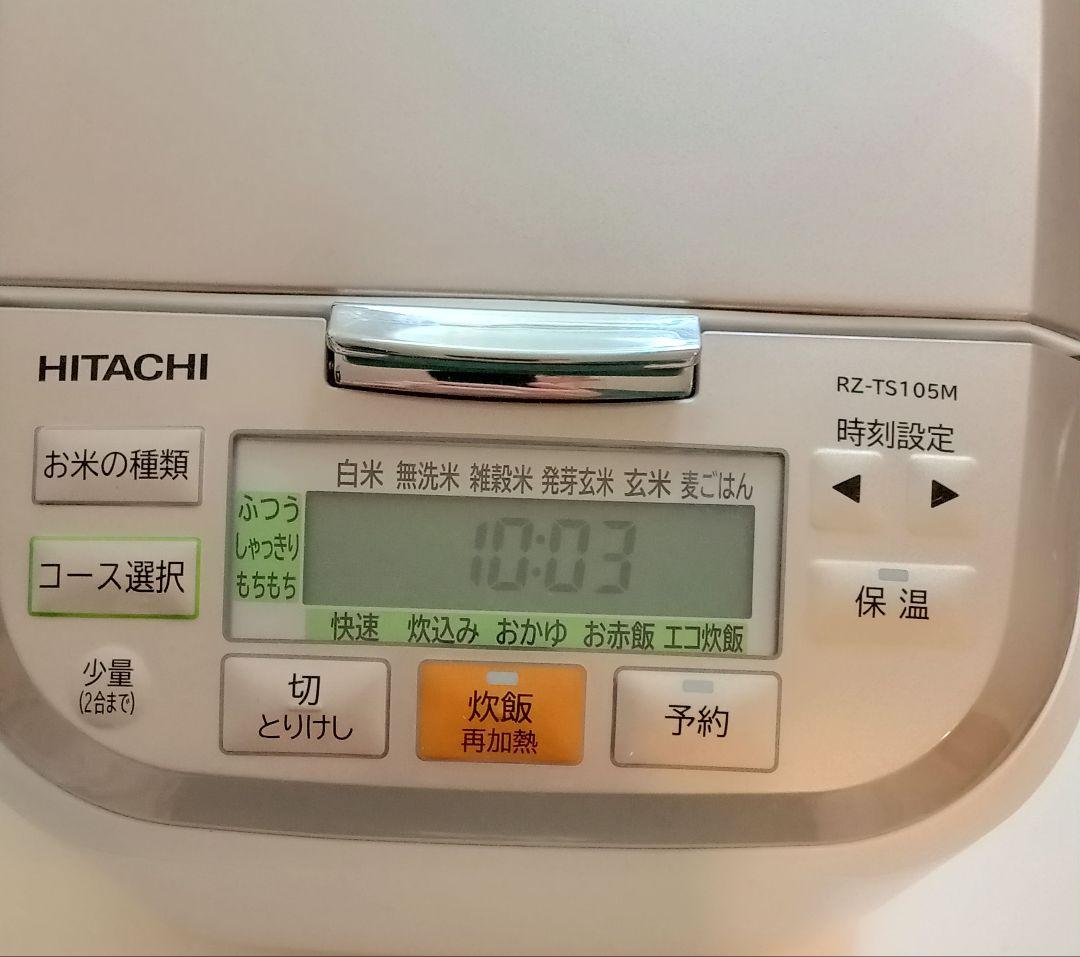 HITACHI
RZ-TS105M
時刻設定
お米の種類
白米 無洗米 雑穀米 発芽玄米 玄米 麦ごはん
ふつう
しゃっきり
もちもち
10:03
コース選択
保温
快速 炊込み おかゆ お赤飯 エコ炊飯
少量
(2合まで)
切
とりけし
炊飯
再加熱
予約